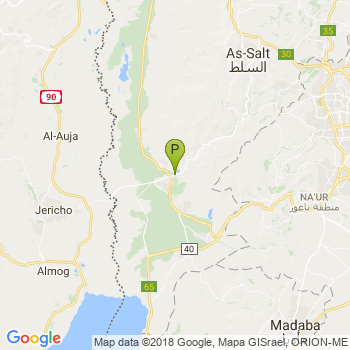 35
As-Salt
السلط
30
90
Al-Auja
P
NA'UR
منطقة ناعور
Jericho
40
Almog
65
Madaba
مادبا
Google
Map data ©2018 Google, Mapa GISrael, ORION-ME